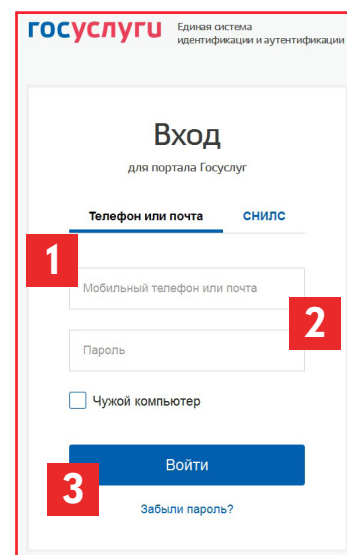 госуслуги
Единая система
идентификации и аутентификации
Вход
для портала Госуслуг
Телефон или почта СНИЛС
1
Мобильный телефон или почта
2
Пароль
Чужой компьютер
Войти
3
Забыли пароль?